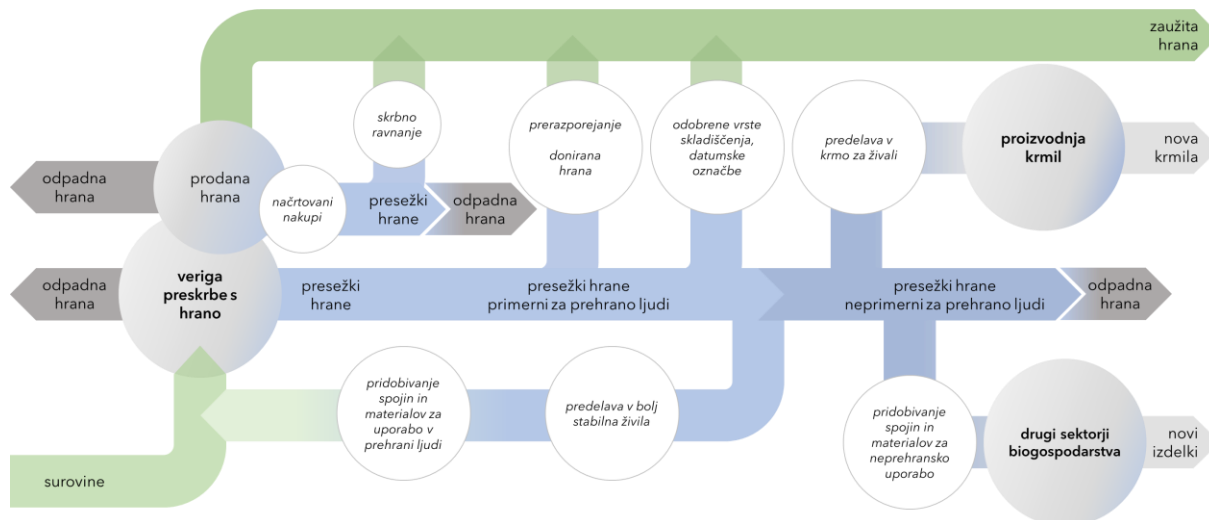 zaužita
hrana
skrbno
ravnanje
prerazporejanje
donirana
hrana
odobrene vrste
skladiščenja,
datumske
označbe
predelava v
krmo za živali
proizvodnja
krmil
nova
krmila
odpadna
hrana
prodana
hrana
načrtovani
nakupi
presežki
hrane
odpadna
hrana
odpadna
hrana
veriga
preskrbe s
hrano
presežki
hrane
presežki hrane
primerni za prehrano ljudi
presežki hrane
neprimerni za prehrano ljudi
odpadna
hrana
pridobivanje
spojin in
materialov za
uporabo v
prehrani ljudi
predelava v bolj
stabilna živila
pridobivanje
spojin in
materialov za
neprehransko
uporabo
drugi sektorji
biogospodarstva
novi
izdelki
surovine